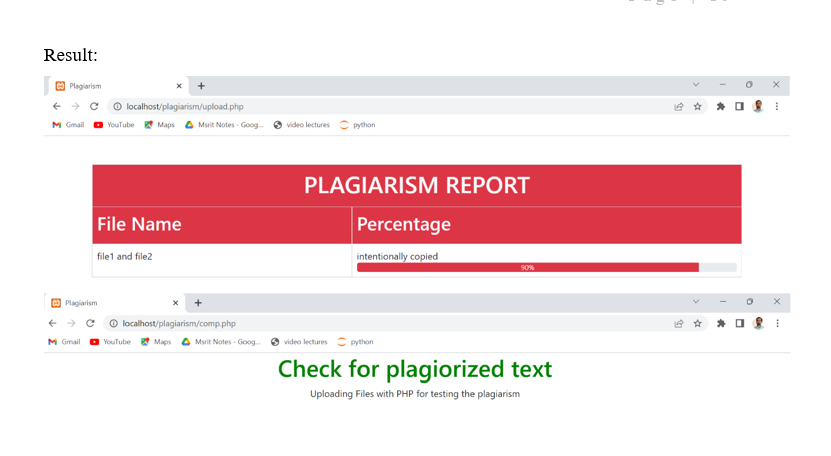 Result:
Plagiarism
localhost/plagiarism/upload.php
Gmail YouTube Maps Msrit Notes - Goog... video lectures python
PLAGIARISM REPORT
File Name Percentage
file1 and file2 intentionally copied
90%
Plagiarism
localhost/plagiarism/comp.php
Gmail YouTube Maps Msrit Notes - Goog... video lectures python
Check for plagiorized text
Uploading Files with PHP for testing the plagiarism